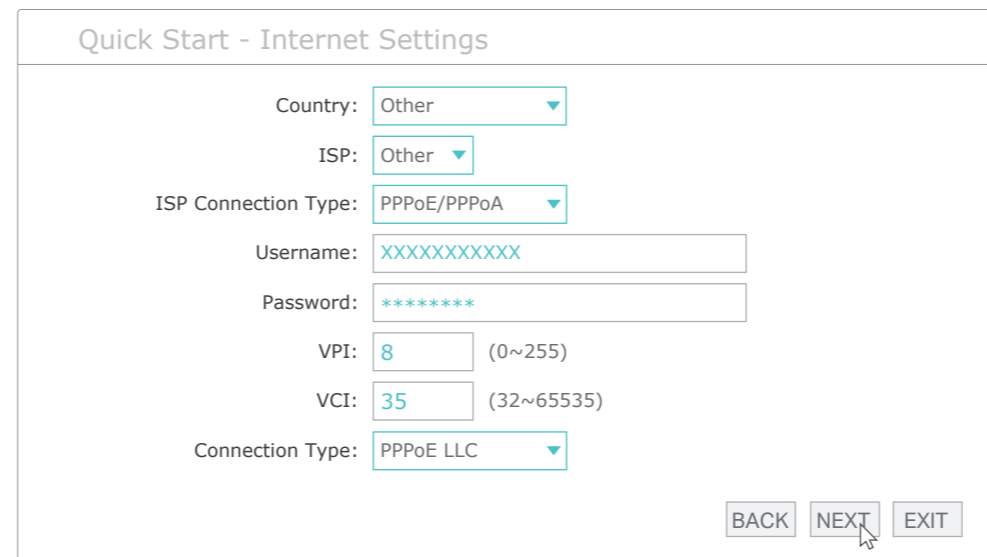 Quick Start - Internet Settings
Country: Other
ISP: Other
ISP Connection Type: PPPoE/PPPoA
Username: XXXXXXXXXXX
Password: ********
VPI: 8 (0~255)
VCI: 35 (32~65535)
Connection Type: PPPoE LLC
BACK NEXT EXIT